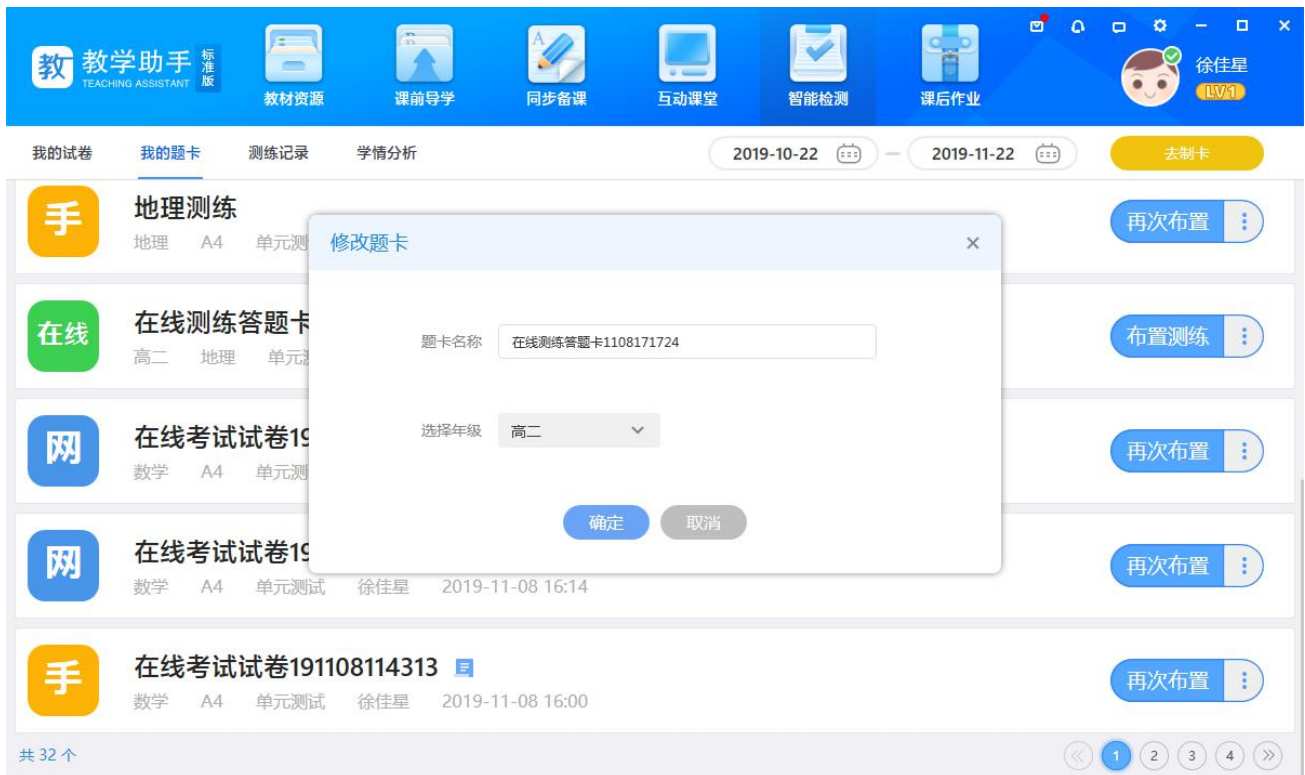 教 教学助手 标准版
TEACHING ASSISTANT
教材资源 课前导学 同步备课 互动课堂 智能检测 课后作业
徐佳星
LV1
我的试卷 我的题卡 测练记录 学情分析 2019-10-22 — 2019-11-22 去制卡
手 地理测练 再次布置
地理 A4 单元测
修改题卡
在线 在线测练答题卡 布置测练
高二 地理 单元
题卡名称 在线测练答题卡1108171724
选择年级 高二
网 在线考试试卷19 再次布置
数学 A4 单元测
确定 取消
网 在线考试试卷19 再次布置
数学 A4 单元测试 徐佳星 2019-11-08 16:14
手 在线考试试卷191108114313 再次布置
数学 A4 单元测试 徐佳星 2019-11-08 16:00
共 32 个 1 2 3 4